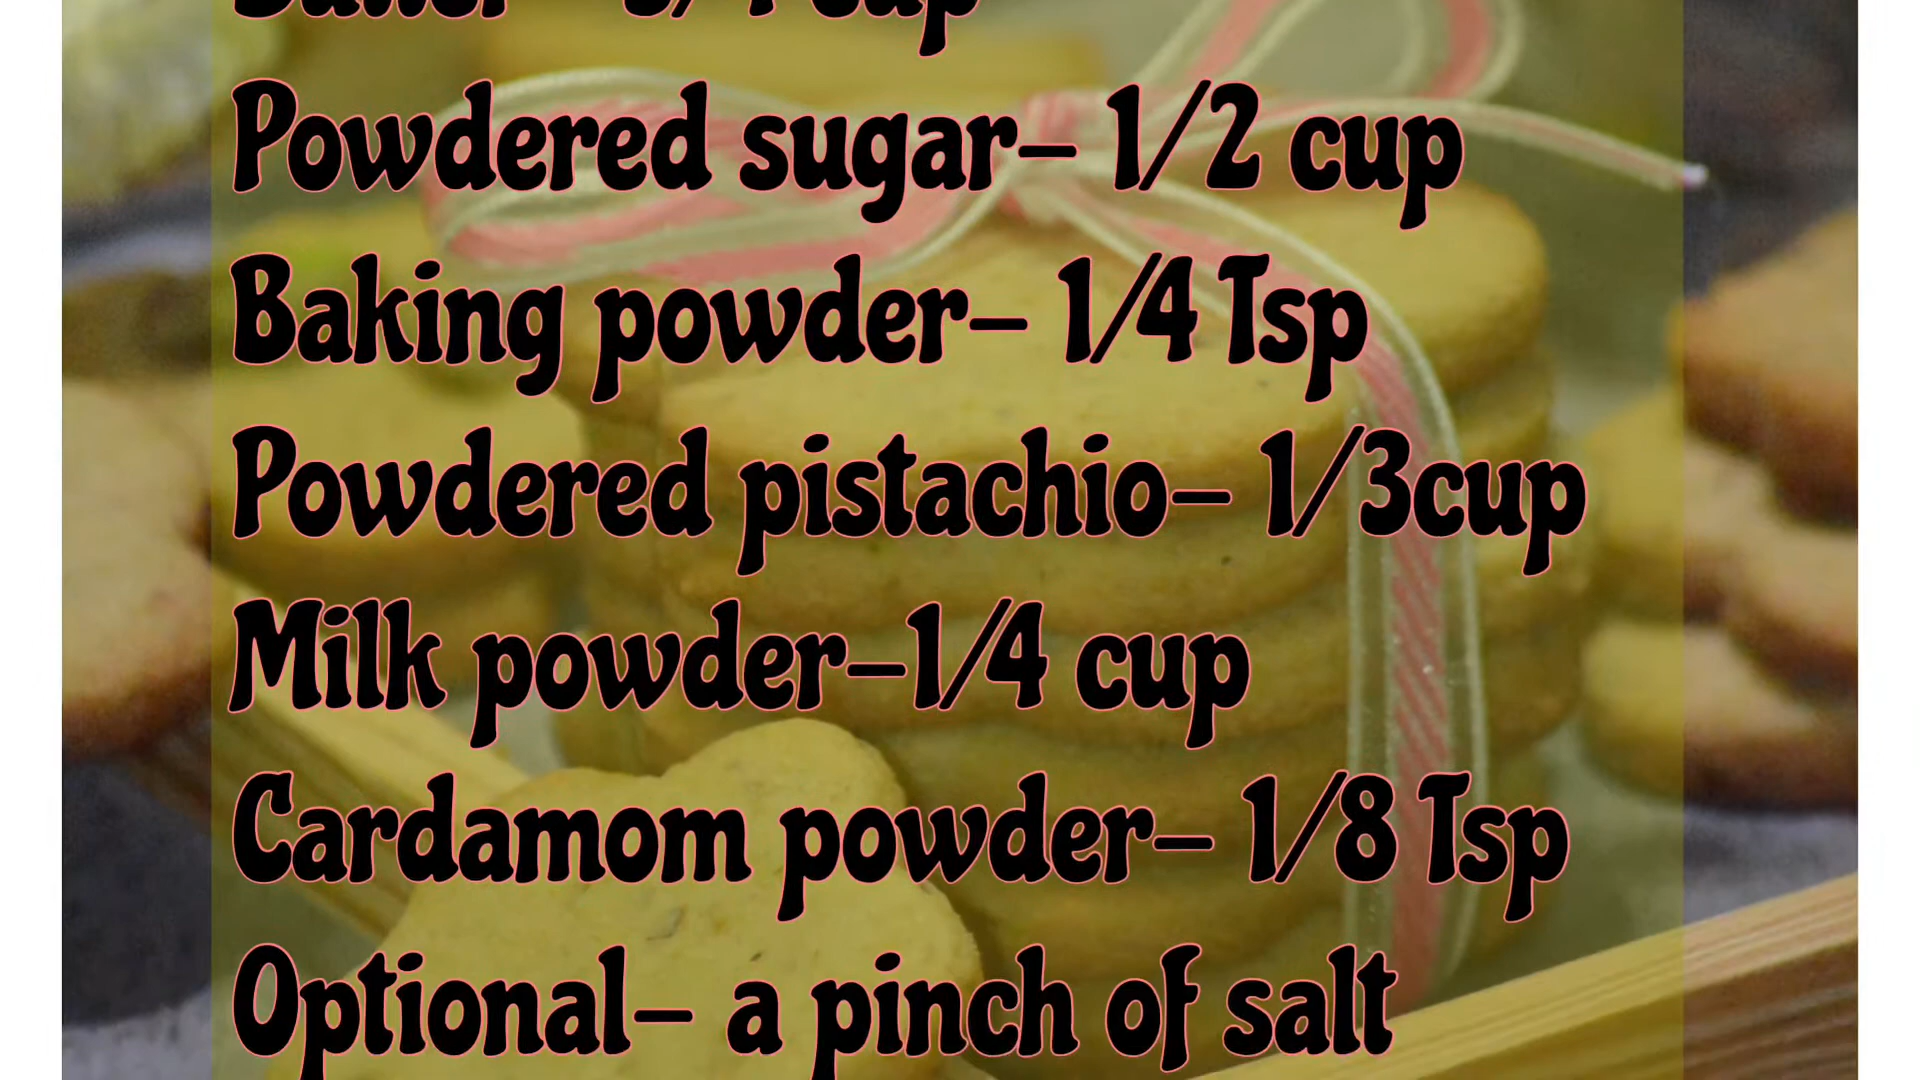 cup
Powdered sugar– 1/2 cup
Baking powder– 1/4 Tsp
Powdered pistachio– 1/3cup
Milk powder–1/4 cup
Cardamom powder– 1/8 Tsp
Optional– a pinch of salt